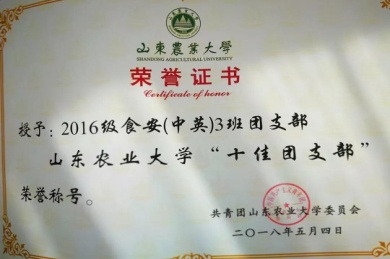 山東農業大學
SHANDONG AGRICULTURAL UNIVERSITY
荣誉证书
Certificate of honor
授予：2016级食安(中英)3班团支部
山东农业大学“十佳团支部”
荣誉称号。
共青团山东农业大学委员会
二〇一八年五月四日